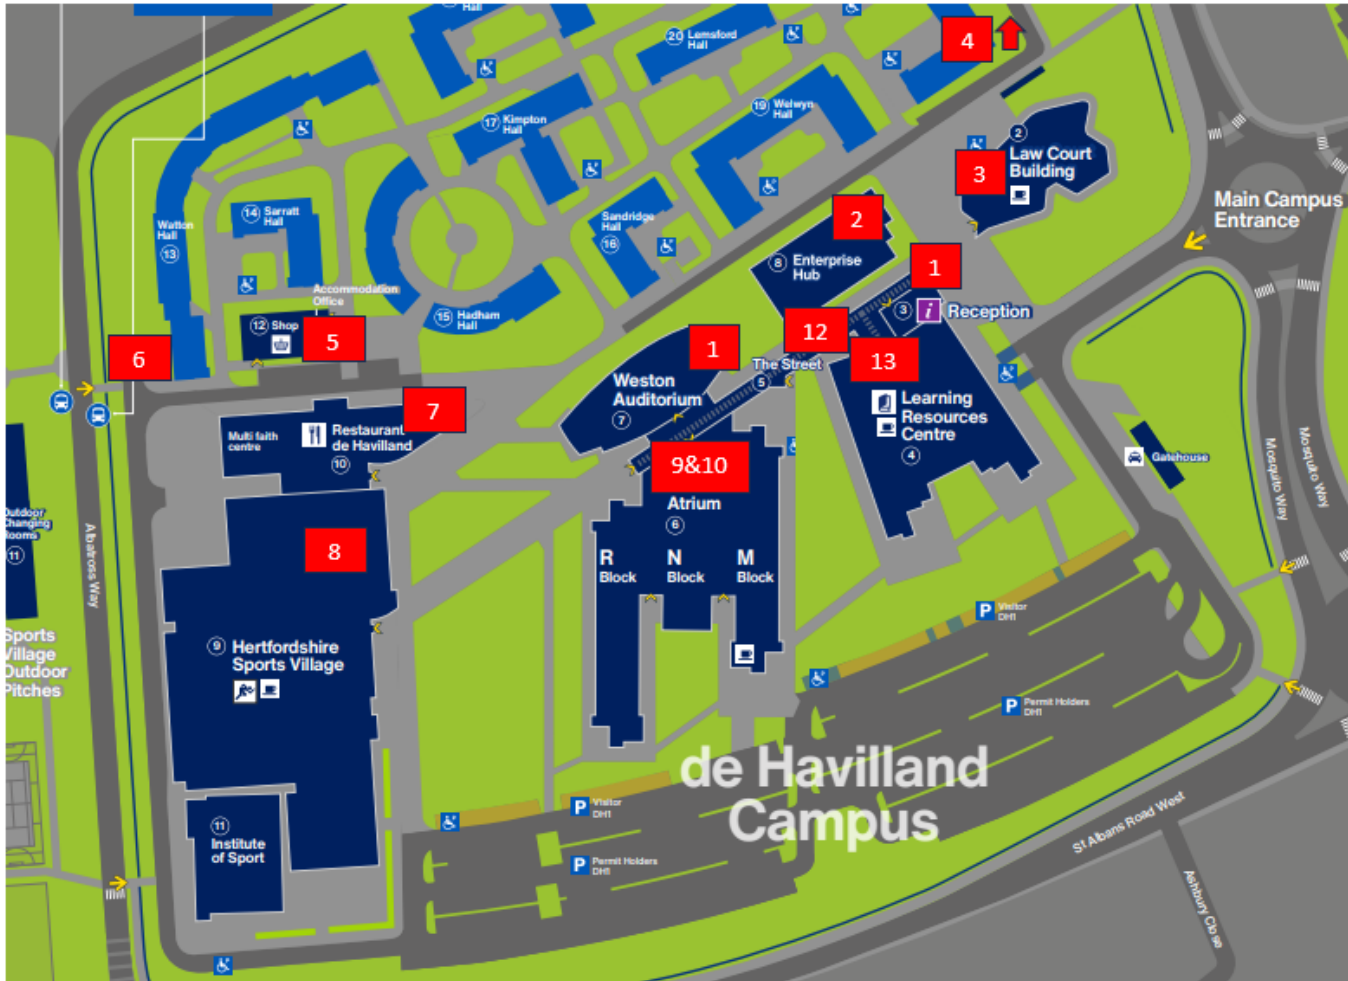 Hall
Hall
20 Lemsford
Hall
4
19 Welwyn
Hall
17 Kimpton
Hall
2
Law Court
Building
3
Main Campus
Entrance
14 Sarratt
Hall
Watton
Hall
13
Sandridge
Hall
16
2
8 Enterprise
Hub
1
3
i Reception
Accommodation
Office
12 Shop
5
15 Hadham
Hall
6
12
13
The Street
5
1
Weston
Auditorium
7
7
Restaurant
de Havilland
10
Multi faith
centre
Learning
Resources
Centre
4
9&10
Atrium
6
R
Block
N
Block
M
Block
Gatehouse
Mosquito Way
Mosquito Way
Outdoor
Changing
Rooms
11
Albatross Way
8
9 Hertfordshire
Sports Village
Sports
Village
Outdoor
Pitches
P Visitor
DH1
P Permit Holders
DH1
de Havilland
Campus
P Visitor
DH1
P Permit Holders
DH1
11
Institute
of Sport
St Albans Road West
Ashbury Close